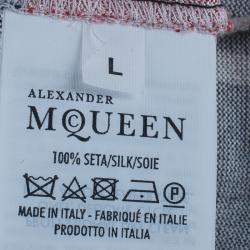 L
ALEXANDER
MCQUEEN
100% SETA/SILK/SOIE
P
MADE IN ITALY - FABRIQUÉ EN ITALIE
PRODOTTO IN ITALIA